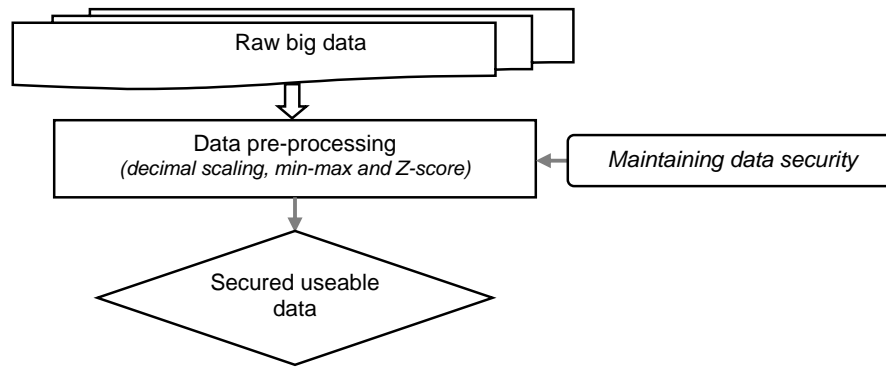 Raw big data
Data pre-processing
(decimal scaling, min-max and Z-score)
Maintaining data security
Secured useable
data